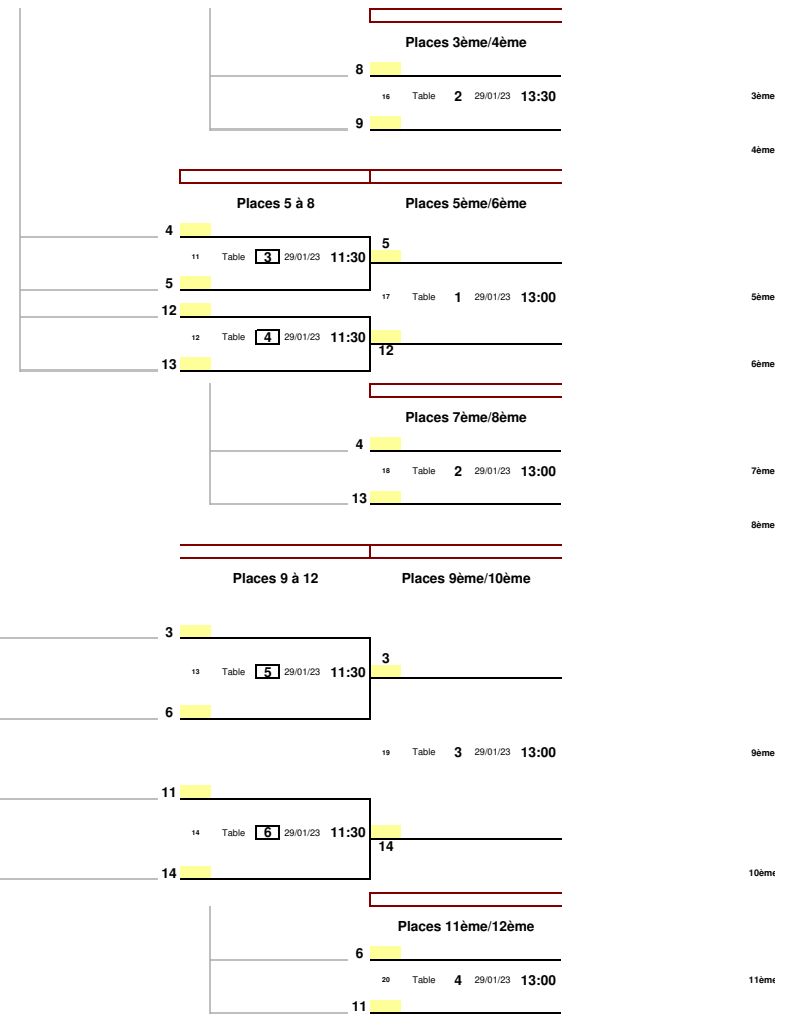 Places 3ème/4ème
8
16 Table 2 29/01/23 13:30 3ème
9
4ème
Places 5 à 8 Places 5ème/6ème
4
5
11 Table 3 29/01/23 11:30
5
17 Table 1 29/01/23 13:00 5ème
12
12 Table 4 29/01/23 11:30
12
13 6ème
Places 7ème/8ème
4
18 Table 2 29/01/23 13:00 7ème
13
8ème
Places 9 à 12 Places 9ème/10ème
3
3
13 Table 5 29/01/23 11:30
6
19 Table 3 29/01/23 13:00 9ème
11
14 Table 6 29/01/23 11:30
14
14 10ème
Places 11ème/12ème
6
20 Table 4 29/01/23 13:00 11ème
11